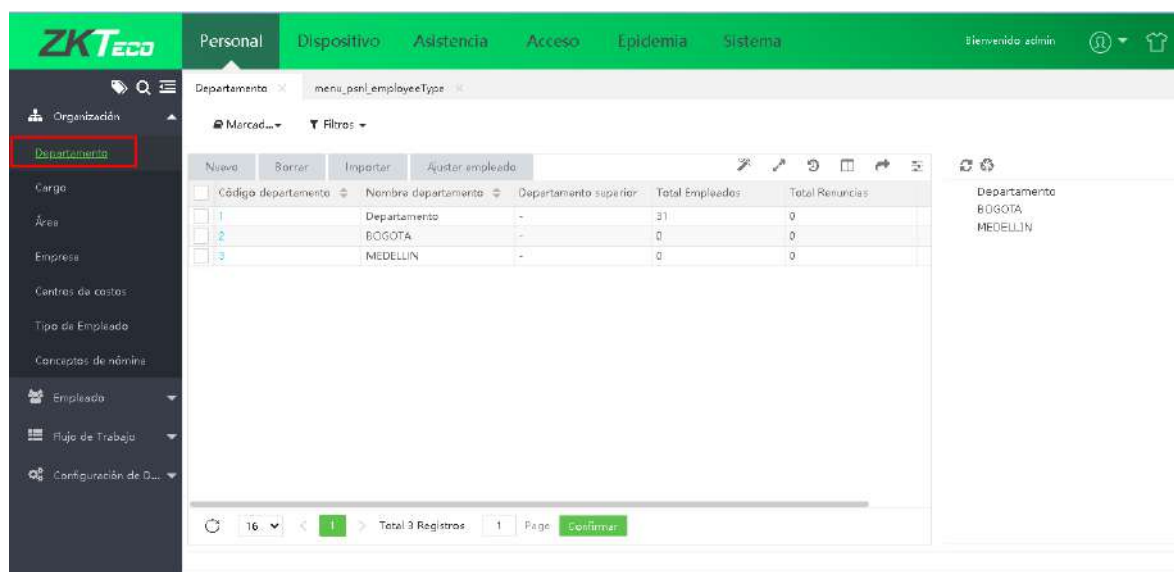 ZKTeco
Personal Dispositivo Asistencia Acceso Epidemia Sistema
Bienvenido admin
Departamento × menu_psnl_employeeType ×
Organización
Departamento
Cargo
Área
Empresa
Centros de costos
Tipo de Empleado
Conceptos de nómina
Empleado
Flujo de Trabajo
Configuración de D...
Marcad... Filtros
Nuevo Borrar Importar Ajustar empleado
Código departamento Nombre departamento Departamento superior Total Empleados Total Renuncias
1 Departamento - 31 0
2 BOGOTA - 0 0
3 MEDELLIN - 0 0
16 < 1 > Total 3 Registros 1 Page Confirmar
Departamento
BOGOTA
MEDELLIN